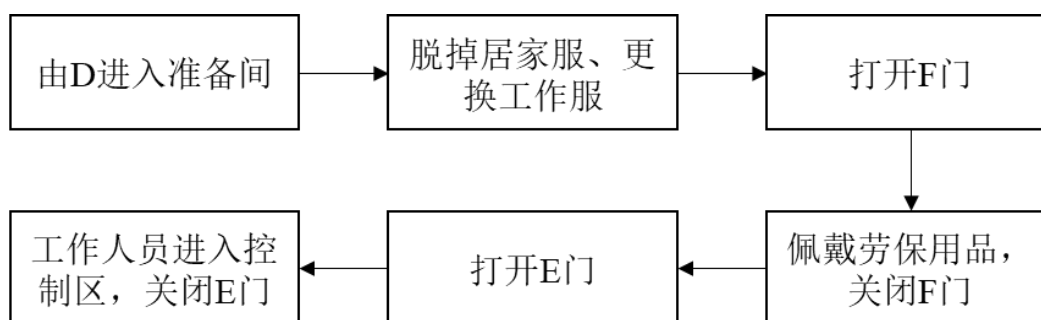 由D进入准备间
脱掉居家服、更
换工作服
打开F门
佩戴劳保用品，
关闭F门
打开E门
工作人员进入控
制区，关闭E门